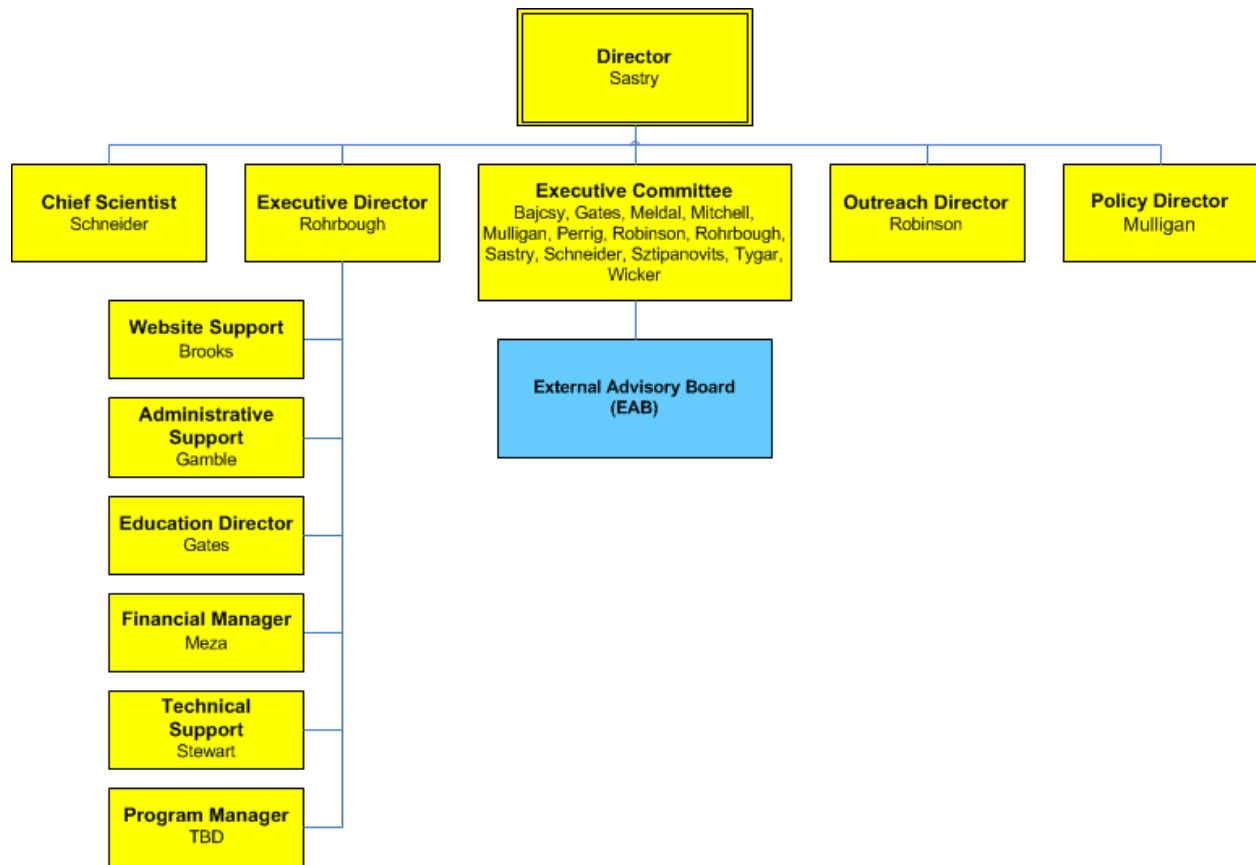 Director
Sastry
Chief Scientist
Schneider
Executive Director
Rohrbough
Executive Committee
Bajcsy, Gates, Meldal, Mitchell,
Mulligan, Perrig, Robinson, Rohrbough,
Sastry, Schneider, Sztipanovits, Tygar,
Wicker
Outreach Director
Robinson
Policy Director
Mulligan
Website Support
Brooks
Administrative
Support
Gamble
Education Director
Gates
Financial Manager
Meza
Technical
Support
Stewart
Program Manager
TBD
External Advisory Board
(EAB)